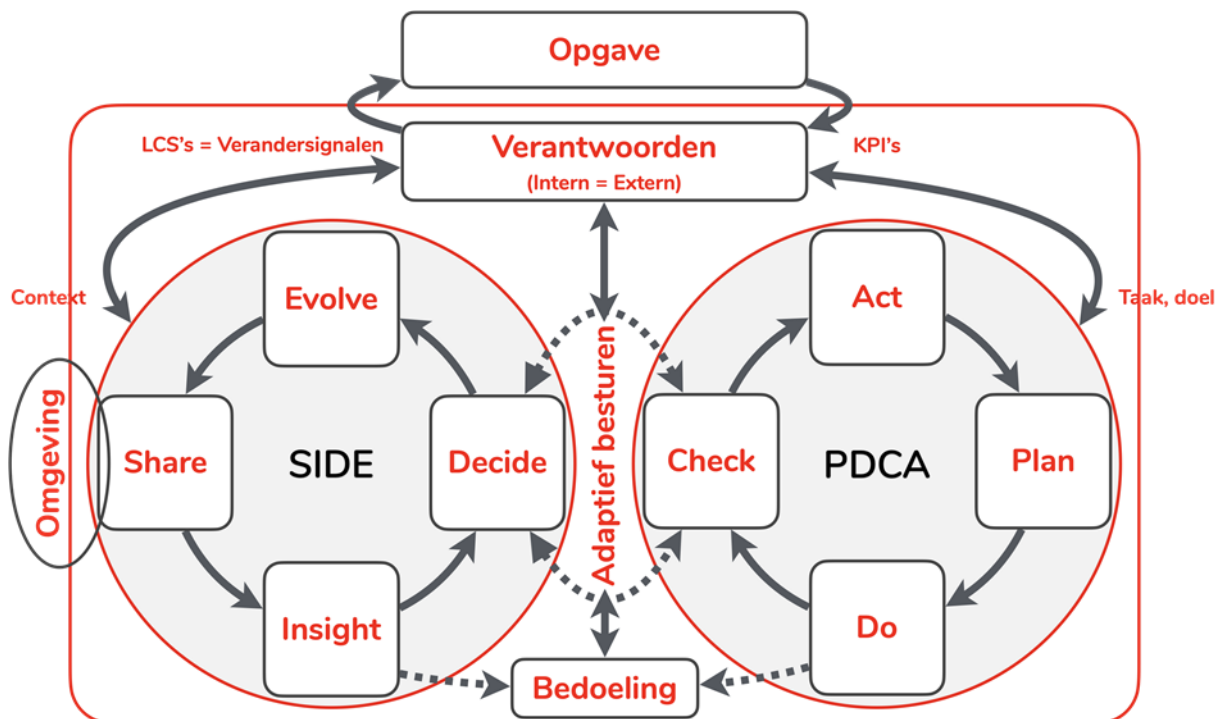 Opgave
LCS's = Verandersignalen
Verantwoorden
(Intern = Extern)
KPI's
Context
Taak, doel
Evolve
Act
Omgeving
Share
SIDE
Decide
Adaptief besturen
Check
PDCA
Plan
Insight
Do
Bedoeling